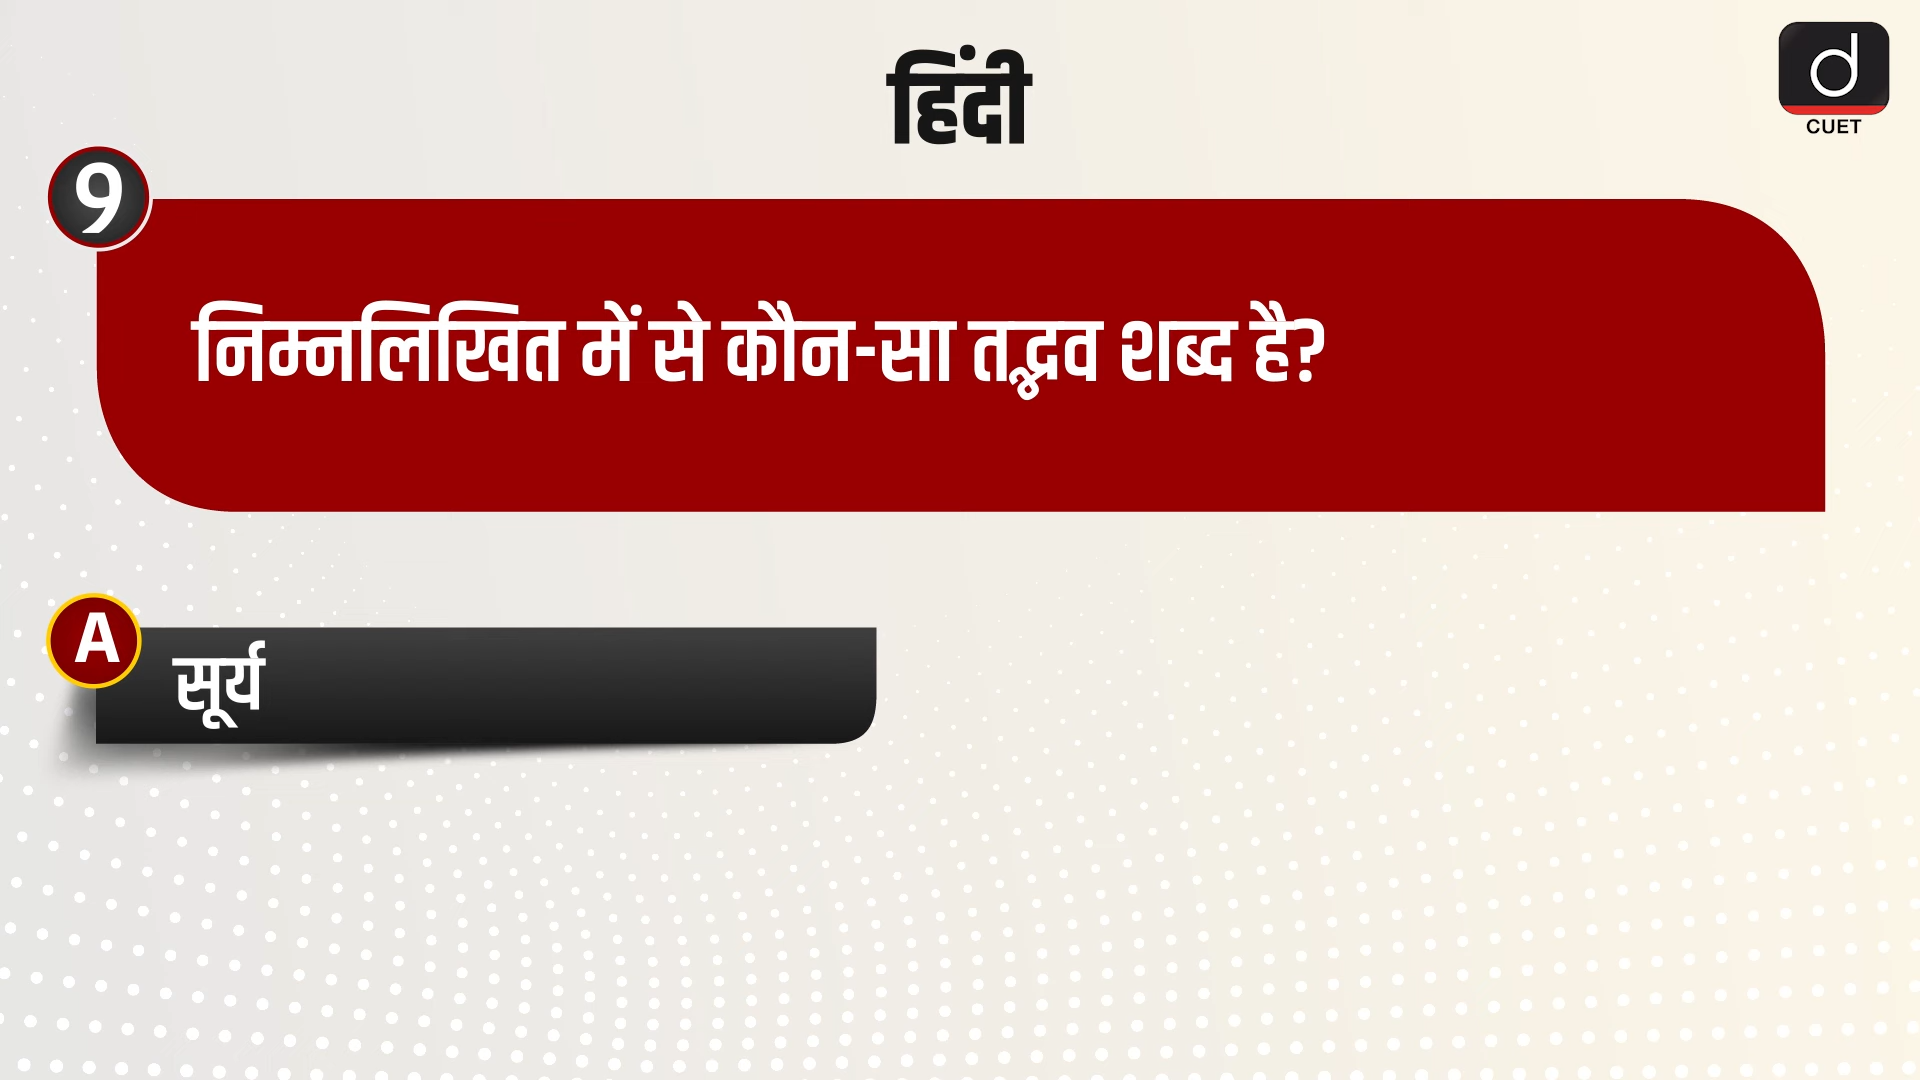 हिंदी
d
CUET
9
निम्नलिखित में से कौन-सा तद्भव शब्द है?
A
सूर्य